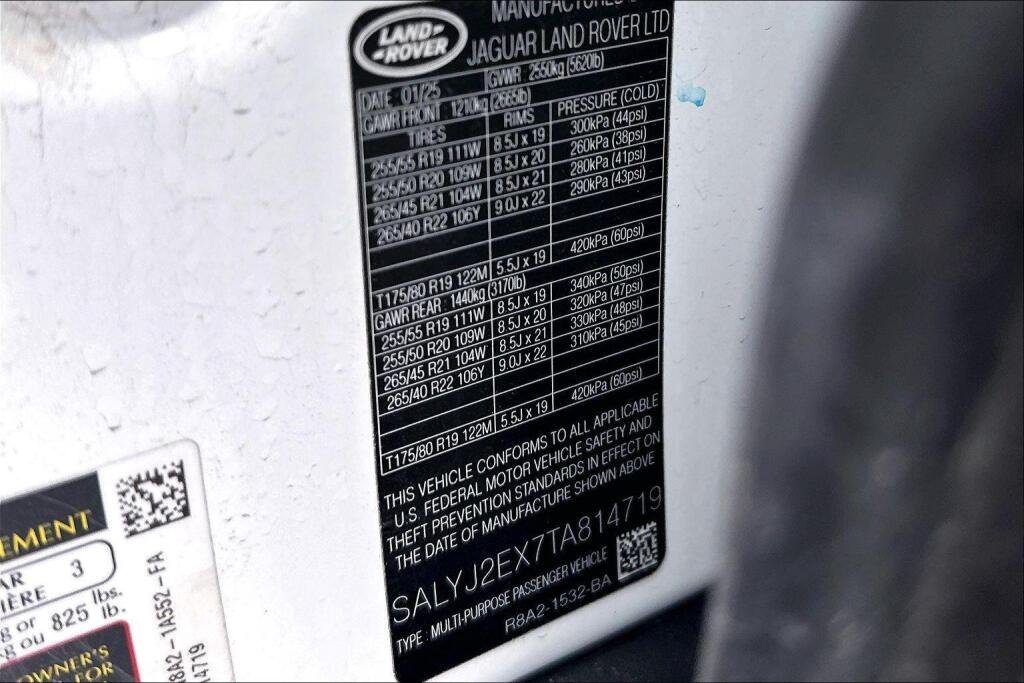 LAND-
-ROVER
MANUFACTURED
JAGUAR LAND ROVER LTD
DATE 01/25 GVWR 2550kg (5620lb)
GAWR FRONT 1210kg (2665lb)
TIRES RIMS PRESSURE (COLD)
255/55 R19 111W 8.5J x 19 300kPa (44psi)
255/50 R20 109W 8.5J x 20 260kPa (38psi)
265/45 R21 104W 8.5J x 21 280kPa (41psi)
265/40 R22 106Y 9.0J x 22 290kPa (43psi)
T175/80 R19 122M 5.5J x 19 420kPa (60psi)
GAWR REAR 1440kg (3170lb)
255/55 R19 111W 8.5J x 19 340kPa (50psi)
255/50 R20 109W 8.5J x 20 320kPa (47psi)
265/45 R21 104W 8.5J x 21 330kPa (48psi)
265/40 R22 106Y 9.0J x 22 310kPa (45psi)
T175/80 R19 122M 5.5J x 19 420kPa (60psi)
THIS VEHICLE CONFORMS TO ALL APPLICABLE
U.S. FEDERAL MOTOR VEHICLE SAFETY AND
THEFT PREVENTION STANDARDS IN EFFECT ON
THE DATE OF MANUFACTURE SHOWN ABOVE
SALYJ2EX7TA814719
TYPE : MULTI-PURPOSE PASSENGER VEHICLE
R8A2-1532-BA
EMENT
AR 3
IÈRE
g or 825 lbs.
g ou lb.
OWNER'S
FOR
8A2-1A552-FA
14719